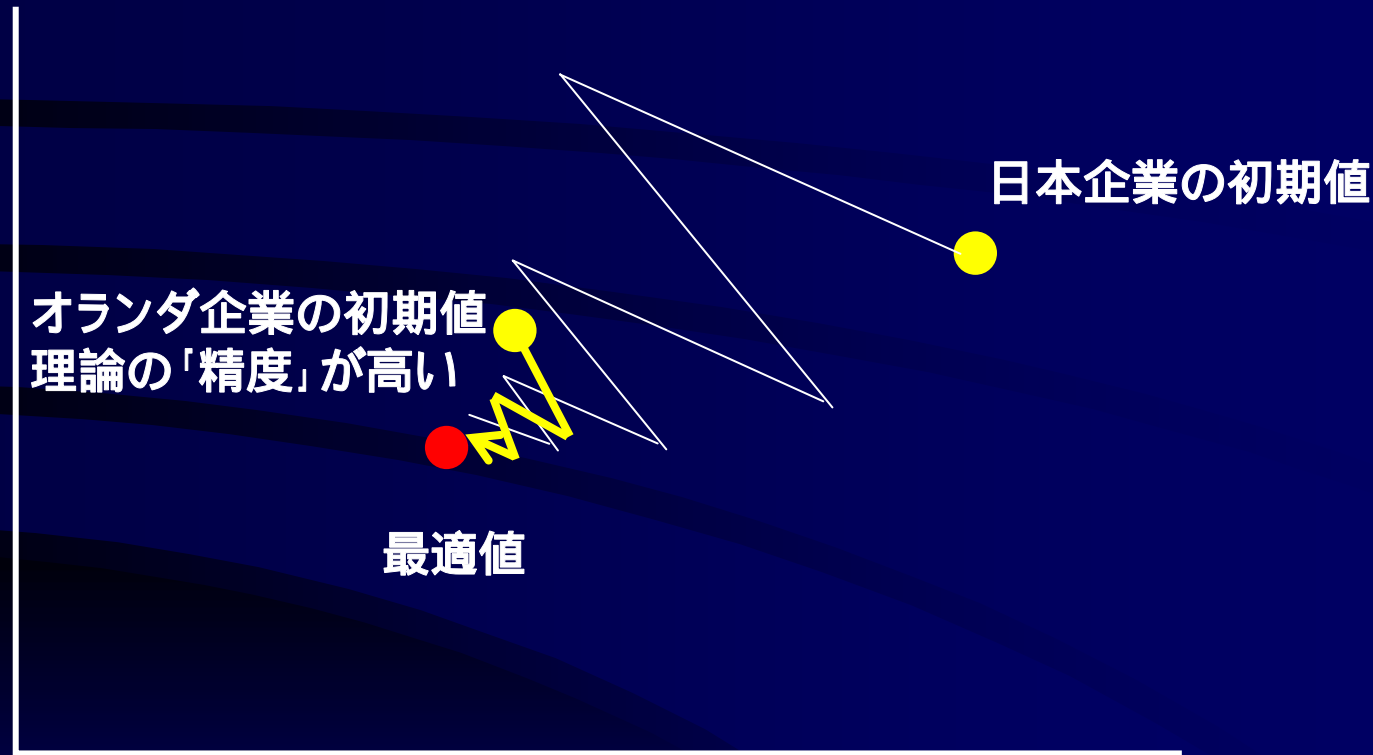 日本企業の初期値
オランダ企業の初期値
理論の「精度」が高い
最適値